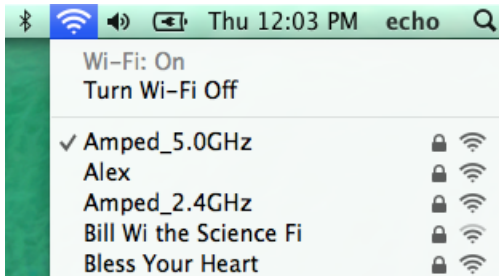 Thu 12:03 PM echo
Wi-Fi: On
Turn Wi-Fi Off
Amped_5.0GHz
Alex
Amped_2.4GHz
Bill Wi the Science Fi
Bless Your Heart